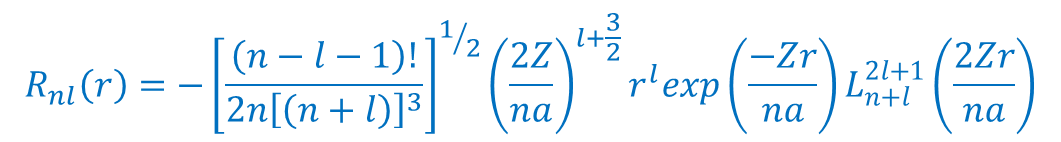 $R_{nl}(r) = -\left[\frac{(n-l-1)!}{2n[(n+l)]^3}\right]^{1/2} \left(\frac{2Z}{na}\right)^{l+\frac{3}{2}} r^l exp\left(\frac{-Zr}{na}\right) L_{n+l}^{2l+1}\left(\frac{2Zr}{na}\right)$